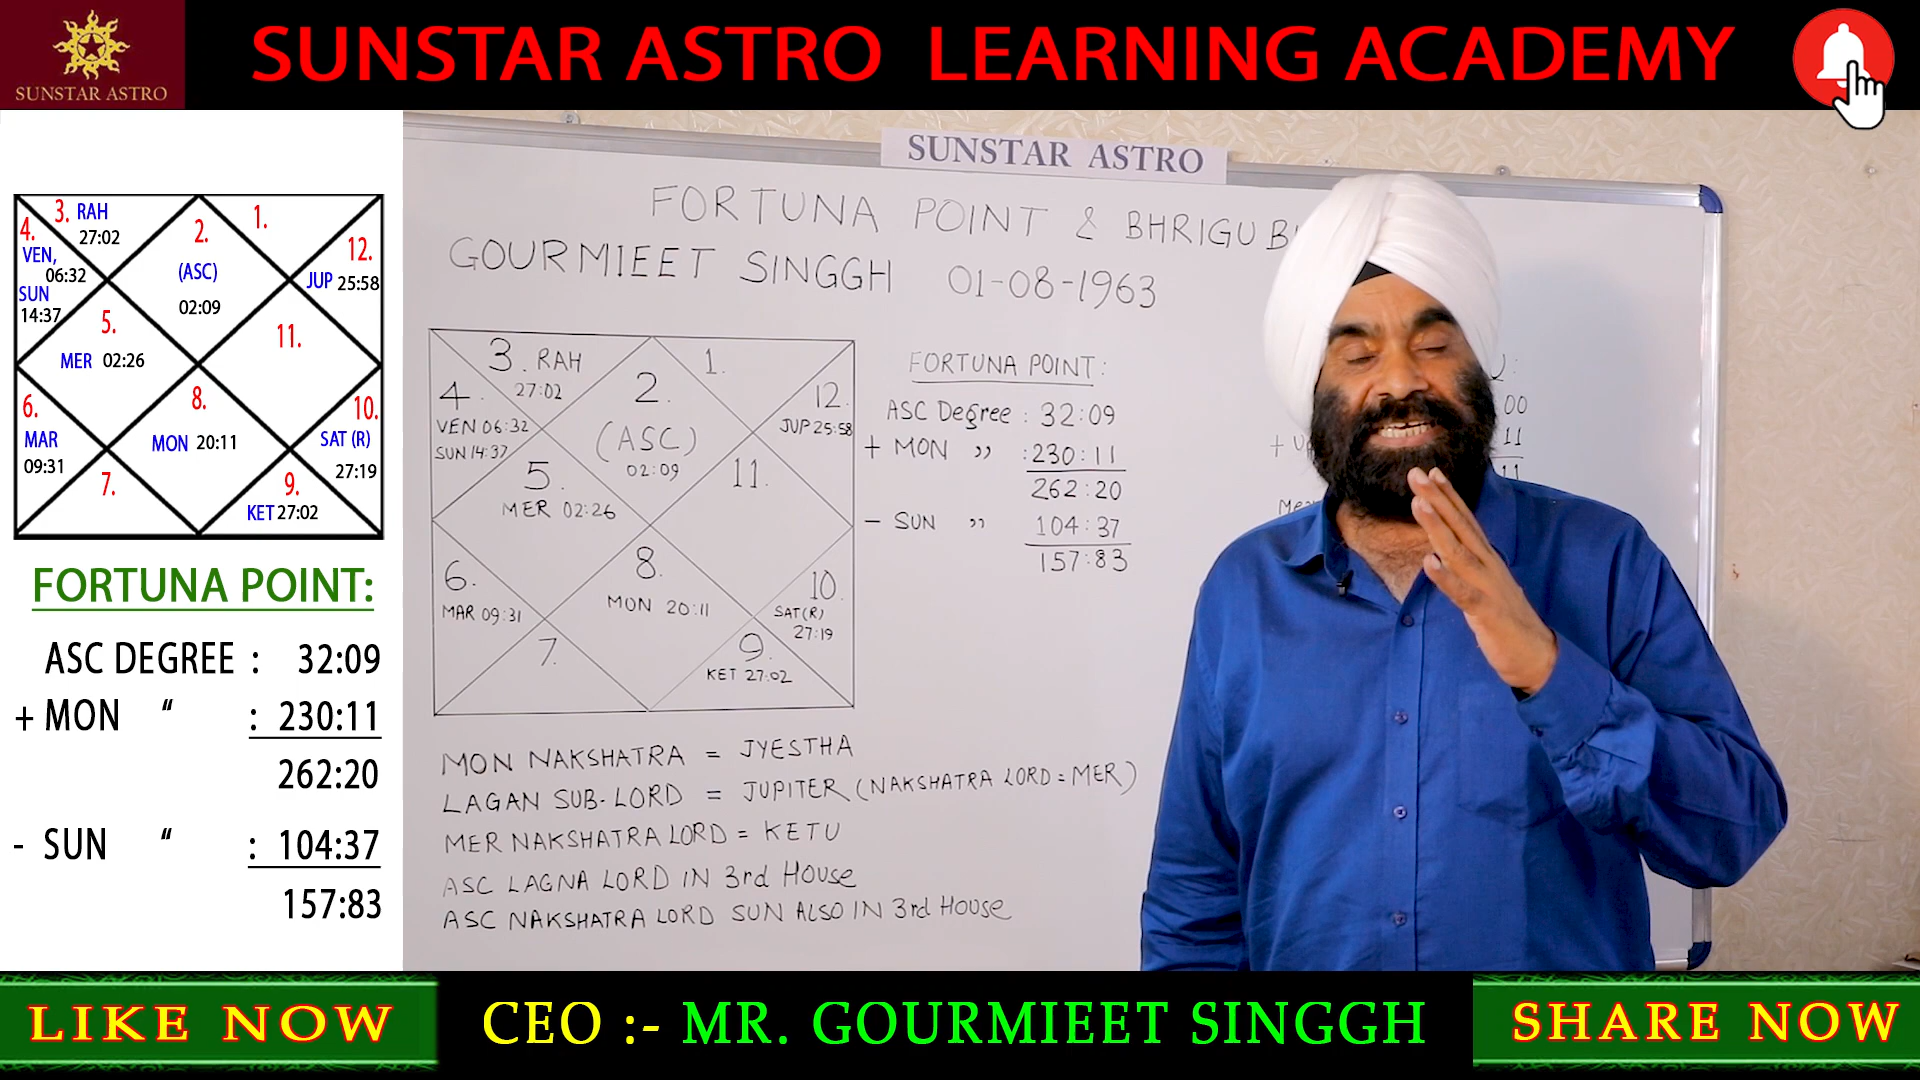 SUNSTAR ASTRO
SUNSTAR ASTRO LEARNING ACADEMY
3. RAH
27:02
4.
VEN,
06:32
SUN
14:37
2.
(ASC)
02:09
1.
12.
JUP 25:58
5.
MER 02:26
11.
6.
MAR
09:31
8.
MON 20:11
10.
SAT (R)
27:19
7.
9.
KET 27:02
FORTUNA POINT:
ASC DEGREE : 32:09
+ MON “ : 230:11
262:20
- SUN “ : 104:37
157:83
SUNSTAR ASTRO
FORTUNA POINT & BHRIGU
GOURMIEET SINGGH 01-08-1963
3. RAH
27:02
4.
VEN 06:32
SUN 14:37
2.
(ASC)
02:09
1.
12.
JUP 25:58
5.
MER 02:26
11.
6.
MAR 09:31
8.
MON 20:11
10.
SAT(R)
27:19
7.
9.
KET 27:02
FORTUNA POINT:
ASC Degree : 32:09
+ MON ,, : 230:11
262:20
- SUN ,, 104:37
157:83
00
11
11
MON NAKSHATRA = JYESTHA
LAGAN SUB-LORD = JUPITER (NAKSHATRA LORD = MER)
MER NAKSHATRA LORD = KETU
ASC LAGNA LORD IN 3rd House
ASC NAKSHATRA LORD SUN ALSO IN 3rd House
LIKE NOW
CEO :- MR. GOURMIEET SINGGH
SHARE NOW